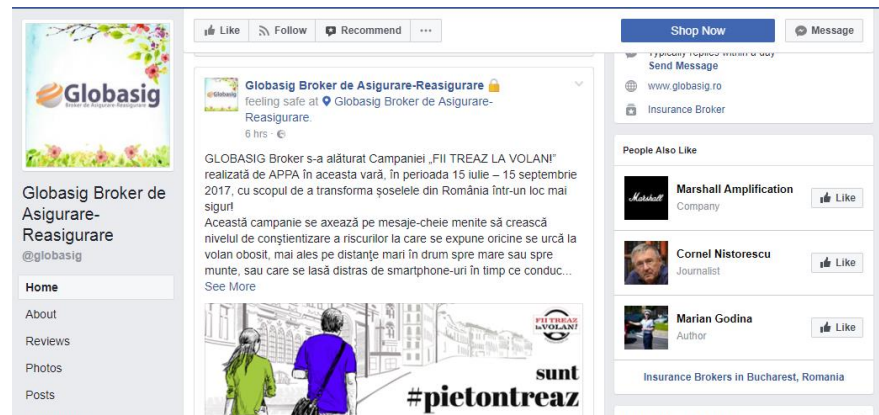 Like
Follow
Recommend
Shop Now
Message
Globasig
Broker de Asigurare-Reasigurare
Globasig Broker de
Asigurare-
Reasigurare
@globasig
Home
About
Reviews
Photos
Posts
Globasig
Globasig Broker de Asigurare-Reasigurare
feeling safe at Globasig Broker de Asigurare-
Reasigurare.
6 hrs ·
GLOBASIG Broker s-a alăturat Campaniei „FII TREAZ LA VOLAN!”
realizată de APPA în aceasta vară, în perioada 15 iulie – 15 septembrie
2017, cu scopul de a transforma șoselele din România într-un loc mai
sigur!
Această campanie se axează pe mesaje-cheie menite să crească
nivelul de conștientizare a riscurilor la care se expune oricine se urcă la
volan obosit, mai ales pe distanțe mari în drum spre mare sau spre
munte, sau care se lasă distras de smartphone-uri în timp ce conduc...
See More
FII TREAZ
la VOLAN!
sunt
#pietontreaz
Typically replies within a day
Send Message
www.globasig.ro
Insurance Broker
People Also Like
Marshall
Marshall Amplification
Company
Like
Cornel Nistorescu
Journalist
Like
Marian Godina
Author
Like
Insurance Brokers in Bucharest, Romania